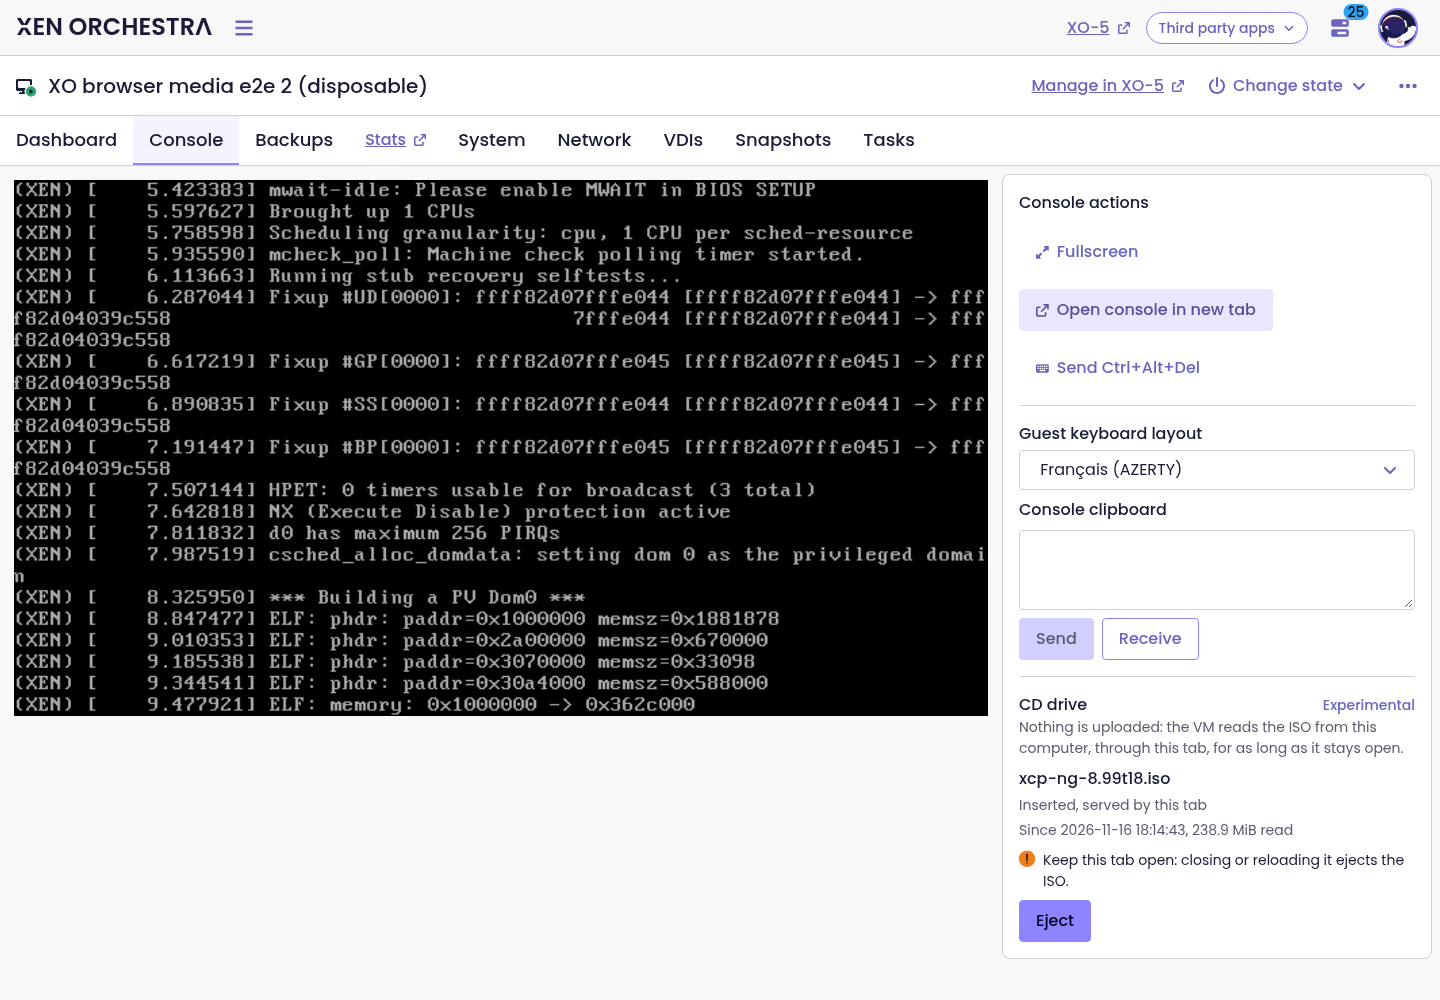 XEN ORCHESTRA
XO-5
Third party apps
25
XO browser media e2e 2 (disposable)
Manage in XO-5
Change state
Dashboard
Console
Backups
Stats
System
Network
VDIs
Snapshots
Tasks
(XEN) [    5.423383] mwait-idle: Please enable MWAIT in BIOS SETUP
(XEN) [    5.597627] Brought up 1 CPUs
(XEN) [    5.758598] Scheduling granularity: cpu, 1 CPU per sched-resource
(XEN) [    5.935590] mcheck_poll: Machine check polling timer started.
(XEN) [    6.113663] Running stub recovery selftests...
(XEN) [    6.287044] Fixup #UD[0000]: ffff82d07fffe044 [ffff82d07fffe044] -> fff
f82d04039c558                                 7fffe044 [ffff82d07fffe044] -> fff
f82d04039c558
(XEN) [    6.617219] Fixup #GP[0000]: ffff82d07fffe045 [ffff82d07fffe045] -> fff
f82d04039c558
(XEN) [    6.890835] Fixup #SS[0000]: ffff82d07fffe044 [ffff82d07fffe044] -> fff
f82d04039c558
(XEN) [    7.191447] Fixup #BP[0000]: ffff82d07fffe045 [ffff82d07fffe045] -> fff
f82d04039c558
(XEN) [    7.507144] HPET: 0 timers usable for broadcast (3 total)
(XEN) [    7.642818] NX (Execute Disable) protection active
(XEN) [    7.811832] d0 has maximum 256 PIRQs
(XEN) [    7.987519] csched_alloc_domdata: setting dom 0 as the privileged domai
n
(XEN) [    8.325950] *** Building a PV Dom0 ***
(XEN) [    8.847477] ELF: phdr: paddr=0x1000000 memsz=0x1881878
(XEN) [    9.010353] ELF: phdr: paddr=0x2a00000 memsz=0x670000
(XEN) [    9.185538] ELF: phdr: paddr=0x3070000 memsz=0x33098
(XEN) [    9.344541] ELF: phdr: paddr=0x30a4000 memsz=0x588000
(XEN) [    9.477921] ELF: memory: 0x1000000 -> 0x362c000
Console actions
Fullscreen
Open console in new tab
Send Ctrl+Alt+Del
Guest keyboard layout
Français (AZERTY)
Console clipboard
Send
Receive
CD drive
Experimental
Nothing is uploaded: the VM reads the ISO from this
computer, through this tab, for as long as it stays open.
xcp-ng-8.99t18.iso
Inserted, served by this tab
Since 2026-11-16 18:14:43, 238.9 MiB read
Keep this tab open: closing or reloading it ejects the
ISO.
Eject